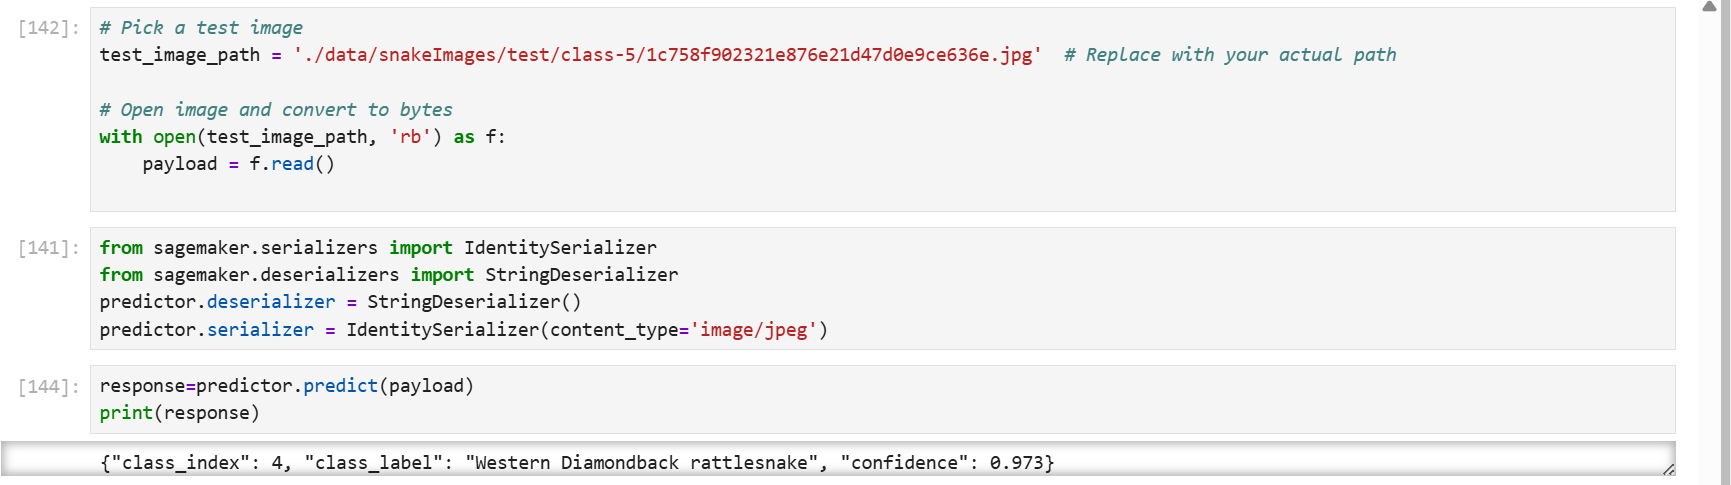 [142]:
# Pick a test image
test_image_path = './data/snakeImages/test/class-5/1c758f902321e876e21d47d0e9ce636e.jpg'  # Replace with your actual path
# Open image and convert to bytes
with open(test_image_path, 'rb') as f:
    payload = f.read()
[141]:
from sagemaker.serializers import IdentitySerializer
from sagemaker.deserializers import StringDeserializer
predictor.deserializer = StringDeserializer()
predictor.serializer = IdentitySerializer(content_type='image/jpeg')
[144]:
response=predictor.predict(payload)
print(response)
{"class_index": 4, "class_label": "Western Diamondback rattlesnake", "confidence": 0.973}